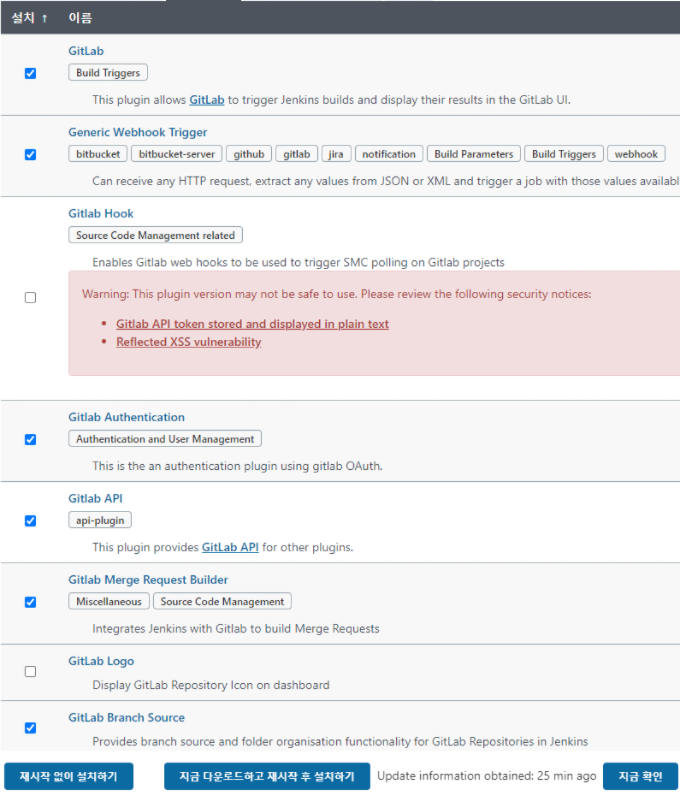 설치 ↑ 이름
GitLab
Build Triggers
This plugin allows GitLab to trigger Jenkins builds and display their results in the GitLab UI.
Generic Webhook Trigger
bitbucket bitbucket-server github gitlab jira notification Build Parameters Build Triggers webhook
Can receive any HTTP request, extract any values from JSON or XML and trigger a job with those values availabl
Gitlab Hook
Source Code Management related
Enables Gitlab web hooks to be used to trigger SMC polling on Gitlab projects
Warning: This plugin version may not be safe to use. Please review the following security notices:
• Gitlab API token stored and displayed in plain text
• Reflected XSS vulnerability
Gitlab Authentication
Authentication and User Management
This is the an authentication plugin using gitlab OAuth.
Gitlab API
api-plugin
This plugin provides GitLab API for other plugins.
Gitlab Merge Request Builder
Miscellaneous Source Code Management
Integrates Jenkins with Gitlab to build Merge Requests
GitLab Logo
Display GitLab Repository Icon on dashboard
GitLab Branch Source
Provides branch source and folder organisation functionality for GitLab Repositories in Jenkins
재시작 없이 설치하기 지금 다운로드하고 재시작 후 설치하기 Update information obtained: 25 min ago 지금 확인